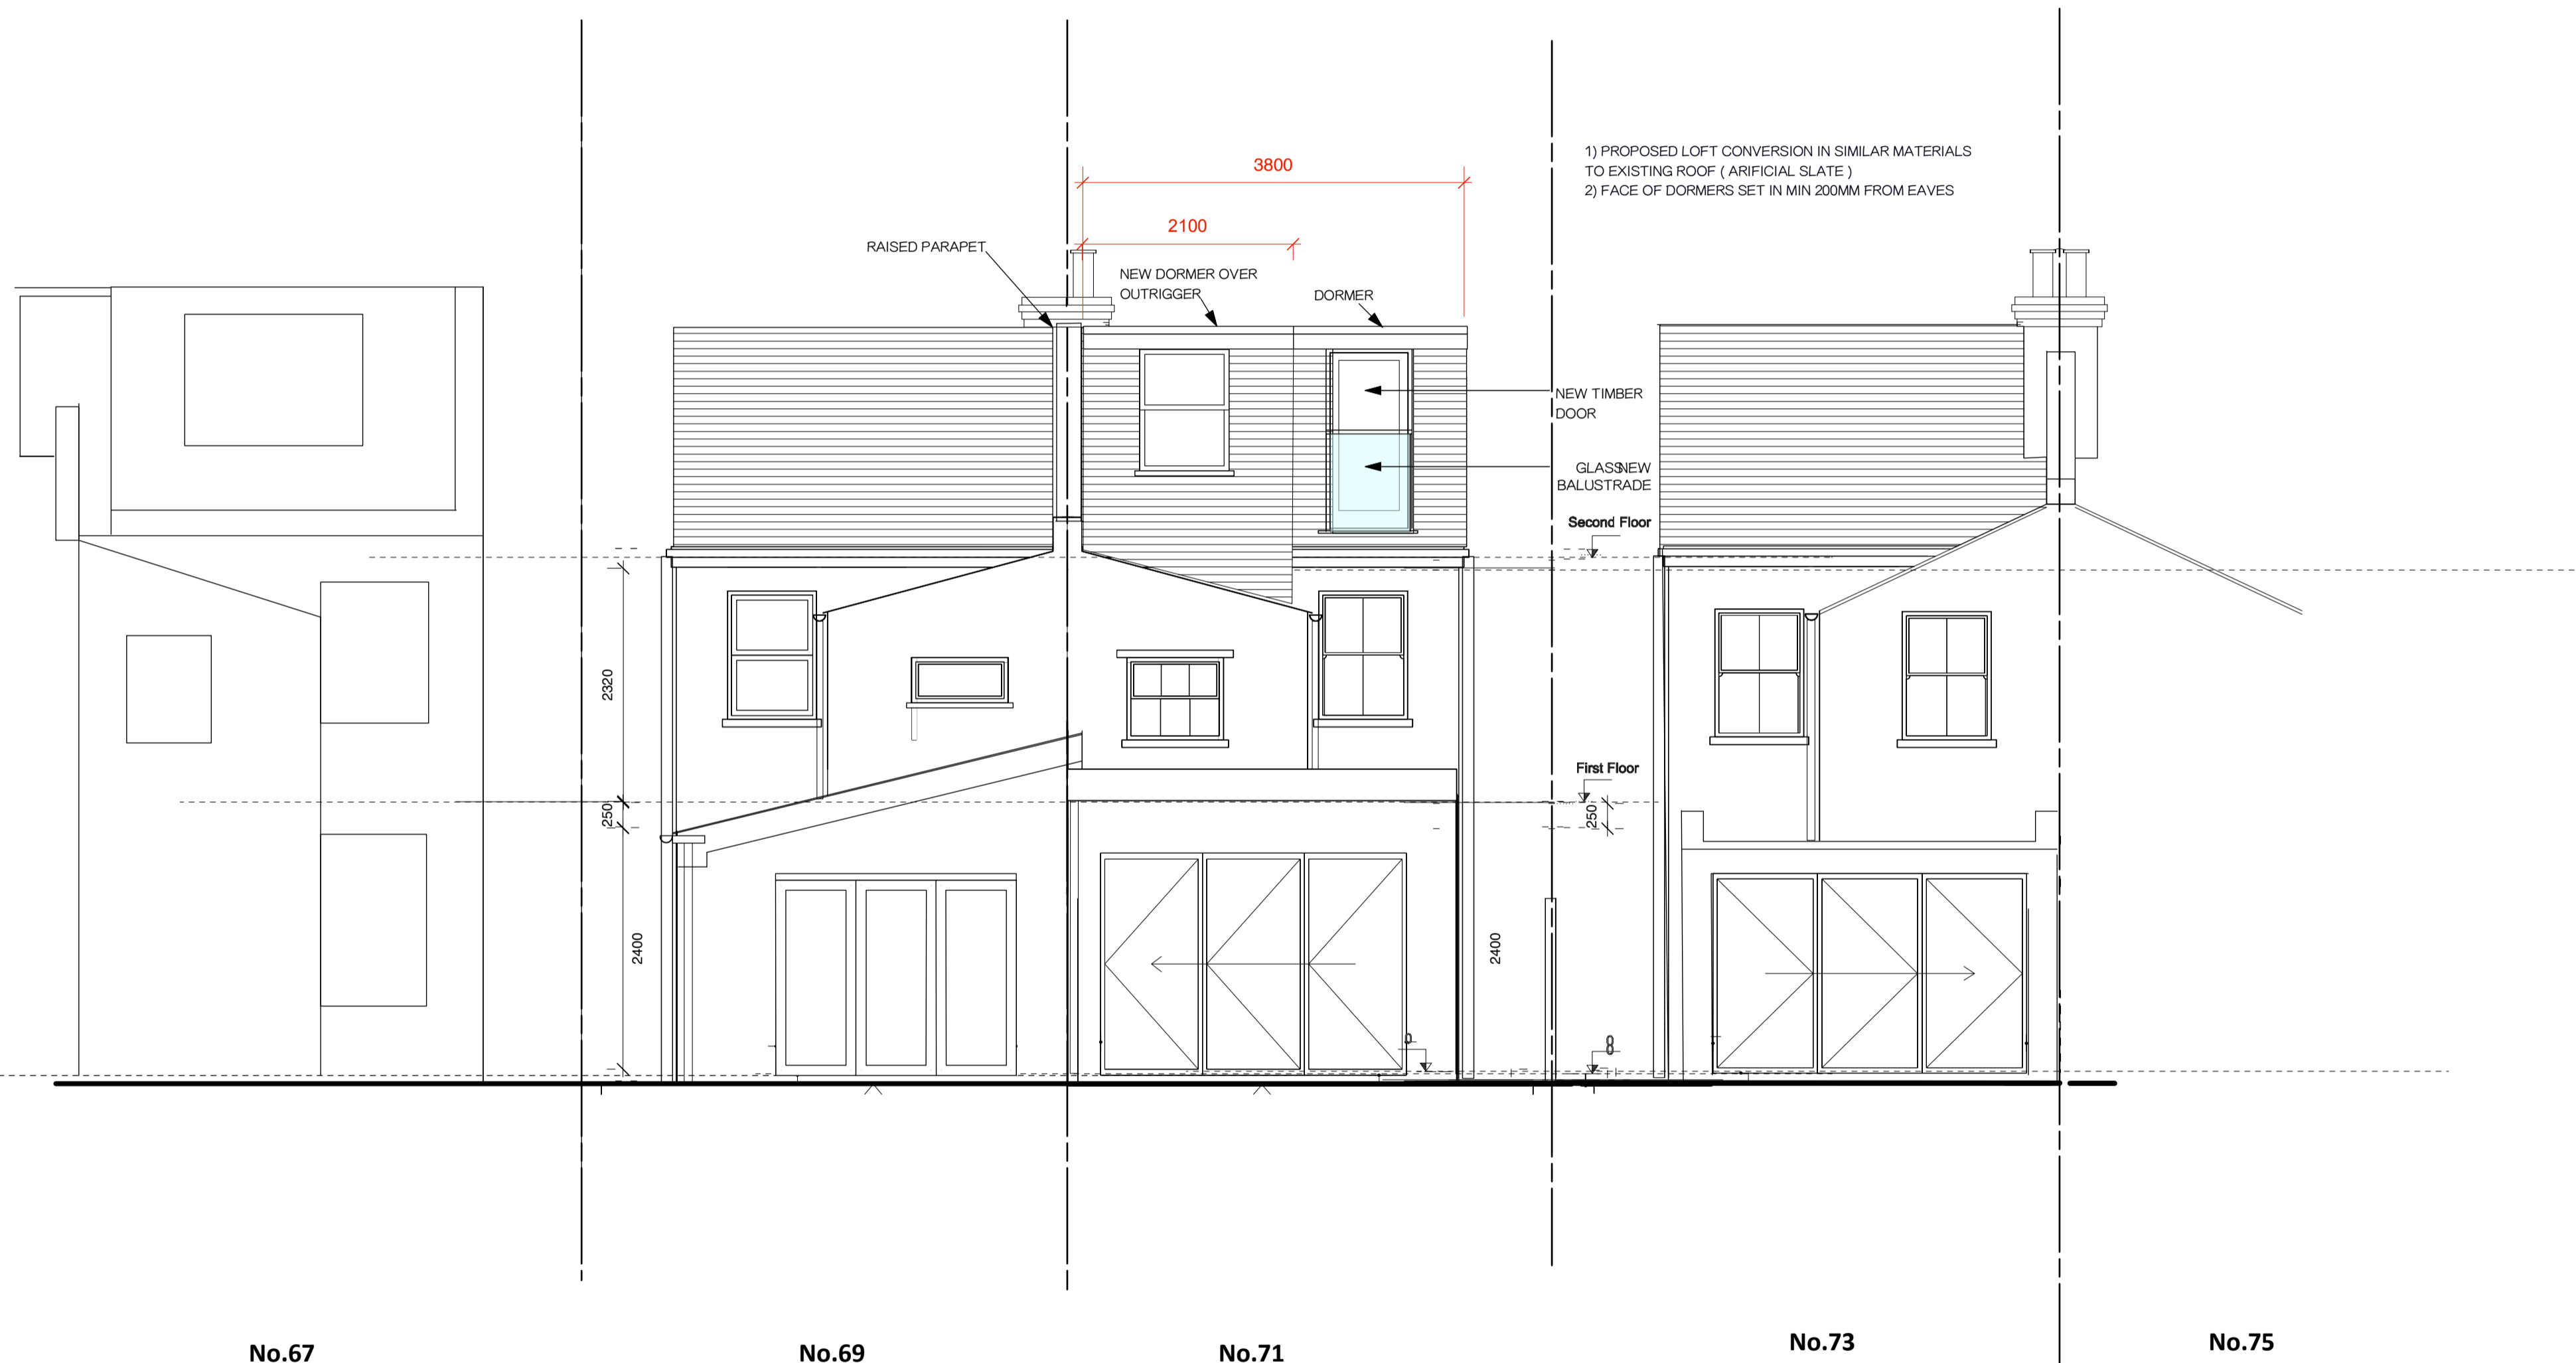 1) PROPOSED LOFT CONVERSION IN SIMILAR MATERIALS
TO EXISTING ROOF ( ARIFICIAL SLATE )
2) FACE OF DORMERS SET IN MIN 200MM FROM EAVES
3800
2100
RAISED PARAPET
NEW DORMER OVER
OUTRIGGER
DORMER
NEW TIMBER
DOOR
GLASSNEW
BALUSTRADE
Second Floor
2320
First Floor
250
250
2400
2400
No.67
No.69
No.71
No.73
No.75